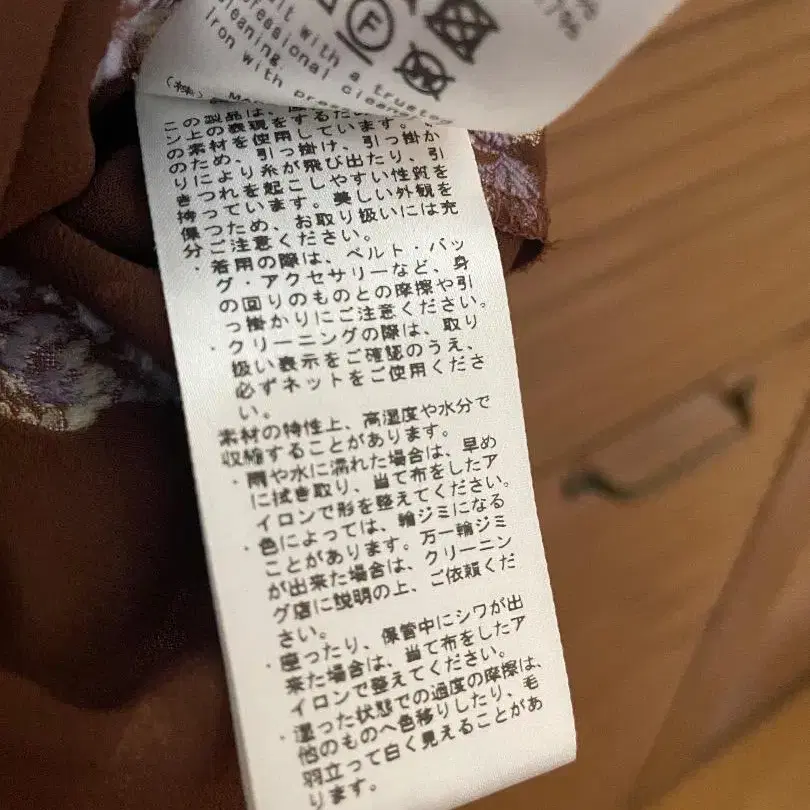 ult with a trusted
professional cleaner
cleaning.
Iron with
の製品は、
ン上の表現をするた
の素材を使用しています。
のため、引っ掛け、引っ掛か
りにより糸が飛び出たり、引
きつれを起こしやすい性質を
持っています。美しい外観を
保つため、お取り扱いには充
分ご注意ください。
・着用の際は、ベルト・バッ
グ・アクセサリーなど、身
の回りのものとの摩擦や引
っ掛かりにご注意ください。
・クリーニングの際は、取り
扱い表示をご確認のうえ、
必ずネットをご使用くださ
い。
素材の特性上、高湿度や水分で
収縮することがあります。
・雨や水に濡れた場合は、早め
に拭き取り、当て布をしたア
イロンで形を整えてください。
・色によっては、輪ジミになる
ことがあります。万一輪ジミ
が出来た場合は、クリーニン
グ店に説明の上、ご依頼くだ
さい。
・座ったり、保管中にシワが出
来た場合は、当て布をしたア
イロンで整えてください。
・湿った状態での過度の摩擦は、
他のものへ色移りしたり、毛
羽立って白く見えることがあ
ります。